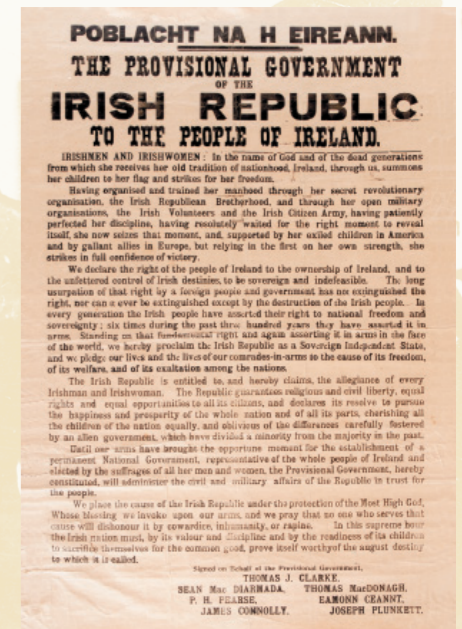 POBLACHT NA H EIREANN.
THE PROVISIONAL GOVERNMENT
OF THE
IRISH REPUBLIC
TO THE PEOPLE OF IRELAND.
IRISHMEN AND IRISHWOMEN : In the name of God and of the dead generations
from which she receives her old tradition of nationhood, Ireland, through us, summons
her children to her flag and strikes for her freedom.
Having organised and trained her manhood through her secret revolutionary
organisation, the Irish Republican Brotherhood, and through her open military
organisations, the Irish Volunteers and the Irish Citizen Army, having patiently
perfected her discipline, having resolutely waited for the right moment to reveal
itself, she now seizes that moment, and, supported by her exiled children in America
and by gallant allies in Europe, but relying in the first on her own strength, she
strikes in full confidence of victory.
We declare the right of the people of Ireland to the ownership of Ireland, and to
the unfettered control of Irish destinies, to be sovereign and indefeasible. The long
usurpation of that right by a foreign people and government has not extinguished the
right, nor can it ever be extinguished except by the destruction of the Irish people. In
every generation the Irish people have asserted their right to national freedom and
sovereignty ; six times during the past three hundred years they have asserted it in
arms. Standing on that fundamental right and again asserting it in arms in the face
of the world, we hereby proclaim the Irish Republic as a Sovereign Independent State,
and we pledge our lives and the lives of our comrades-in-arms to the cause of its freedom,
of its welfare, and of its exaltation among the nations.
The Irish Republic is entitled to, and hereby claims, the allegiance of every
Irishman and Irishwoman. The Republic guarantees religious and civil liberty, equal
rights and equal opportunities to all its citizens, and declares its resolve to pursue
the happiness and prosperity of the whole nation and of all its parts, cherishing all
the children of the nation equally, and oblivious of the differences carefully fostered
by an alien government, which have divided a minority from the majority in the past.
Until our arms have brought the opportune moment for the establishment of a
permanent National Government, representative of the whole people of Ireland and
elected by the suffrages of all her men and women, the Provisional Government, hereby
constituted, will administer the civil and military affairs of the Republic in trust for
the people.
We place the cause of the Irish Republic under the protection of the Most High God,
Whose blessing we invoke upon our arms, and we pray that no one who serves that
cause will dishonour it by cowardice, inhumanity, or rapine. In this supreme hour
the Irish nation must, by its valour and discipline and by the readiness of its children
to sacrifice themselves for the common good, prove itself worthy of the august destiny
to which it is called.
Signed on Behalf of the Provisional Government,
THOMAS J. CLARKE,
SEAN Mac DIARMADA, THOMAS MacDONAGH,
P. H. PEARSE, EAMONN CEANNT,
JAMES CONNOLLY, JOSEPH PLUNKETT.